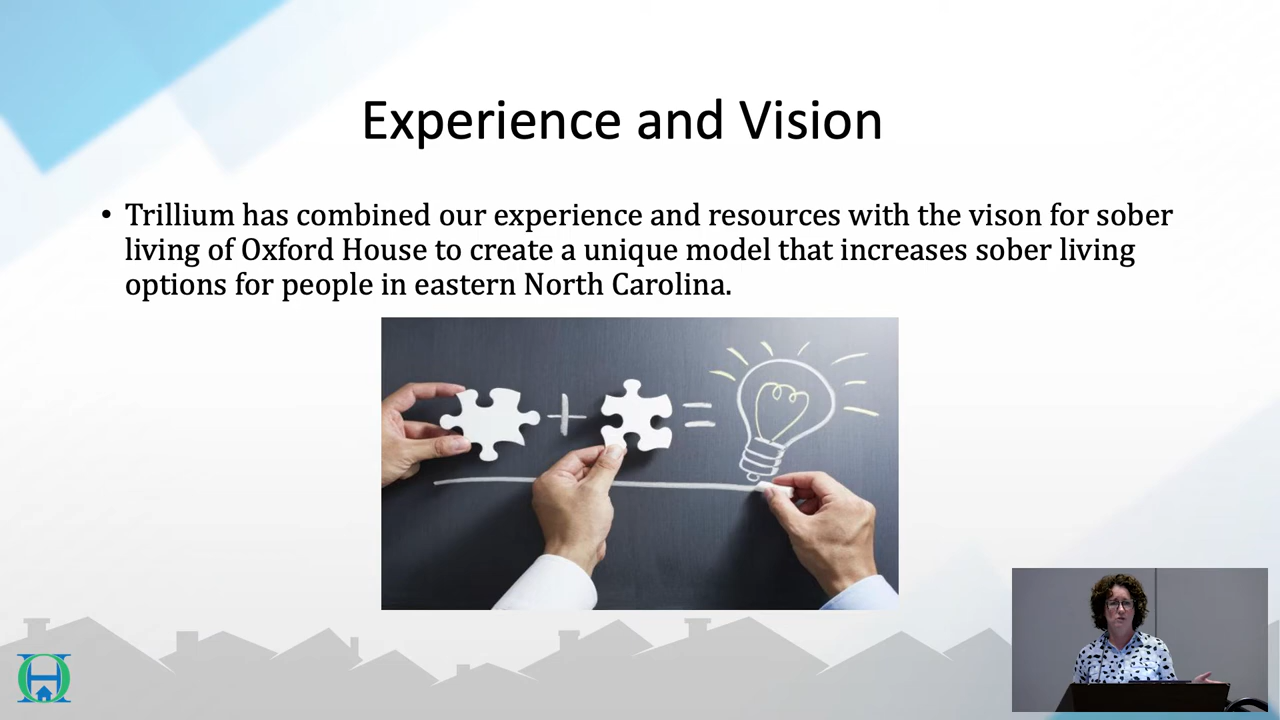 Experience and Vision
• Trillium has combined our experience and resources with the vison for sober
living of Oxford House to create a unique model that increases sober living
options for people in eastern North Carolina.
+ =
OH